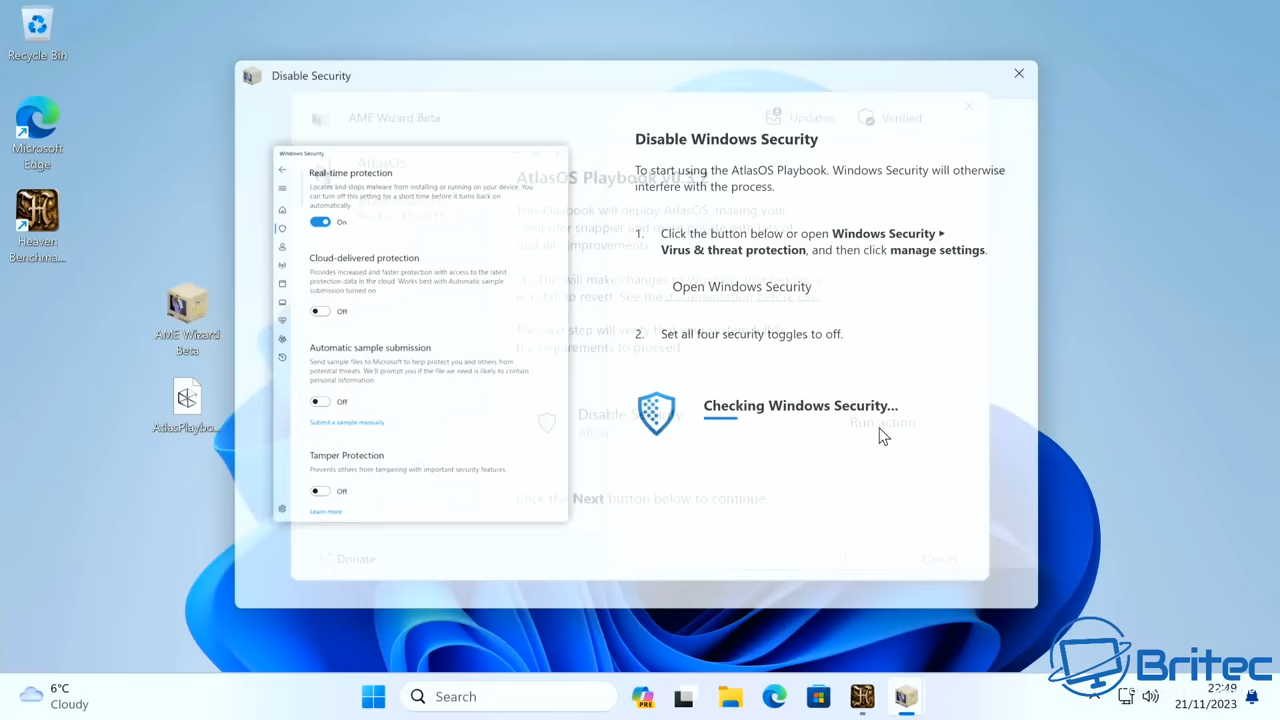 Recycle Bin
Microsoft
Edge
Heaven
Benchma...
AME Wizard
Beta
AtlasPlaybo...
Disable Security
AME Wizard Beta
Updates
Verified
Windows Security
Real-time protection
Locates and stops malware from installing or running on your device. You
can turn off this setting for a short time before it turns back on
automatically.
On
Cloud-delivered protection
Provides increased and faster protection with access to the latest
protection data in the cloud. Works best with Automatic sample
submission turned on.
Off
Automatic sample submission
Send sample files to Microsoft to help protect you and others from
potential threats. We'll prompt you if the file we need is likely to contain
personal information.
Off
Submit a sample manually
Tamper Protection
Prevents others from tampering with important security features.
Off
Learn more
AtlasOS
AtlasOS Playbook
Disable Windows Security
To start using the AtlasOS Playbook. Windows Security will otherwise
interfere with the process.
1. Click the button below or open Windows Security ▸
Virus & threat protection, and then click manage settings.
Open Windows Security
2. Set all four security toggles to off.
Checking Windows Security...
Run action
Click the Next button below to continue.
Donate
Cancel
6°C
Cloudy
Search
PRE
22:49
21/11/2023
Britec